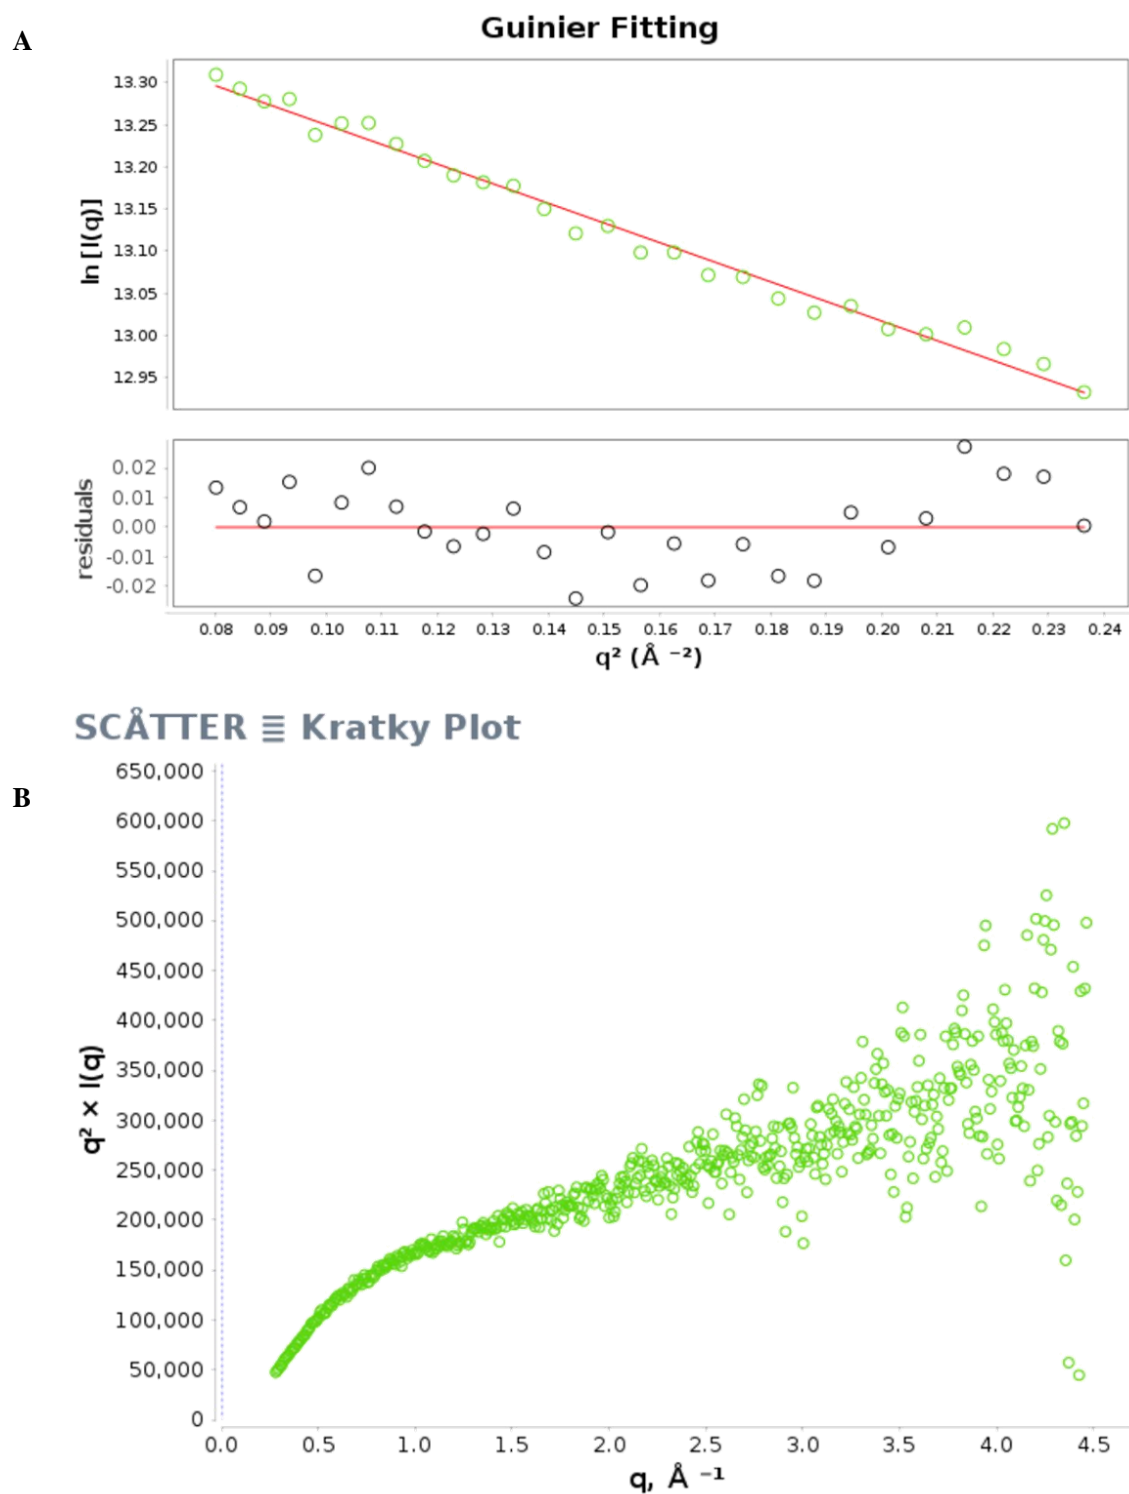 A
Guinier Fitting
13.30
13.25
13.20
13.15
13.10
13.05
13.00
12.95
ln [I(q)]
0.02
0.01
0.00
-0.01
-0.02
residuals
0.08 0.09 0.10 0.11 0.12 0.13 0.14 0.15 0.16 0.17 0.18 0.19 0.20 0.21 0.22 0.23 0.24
q² (Å ⁻²)
SCÅTTER ≣ Kratky Plot
B
650,000
600,000
550,000
500,000
450,000
400,000
350,000
300,000
250,000
200,000
150,000
100,000
50,000
0
q² × I(q)
0.0 0.5 1.0 1.5 2.0 2.5 3.0 3.5 4.0 4.5
q, Å ⁻¹